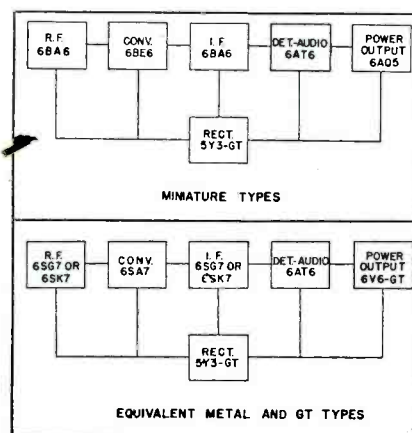 R.F.
6BA6
CONV.
6BE6
I.F.
6BA6
DET.-AUDIO
6AT6
POWER
OUTPUT
6AQ5
RECT.
5Y3-GT
MINIATURE TYPES
R.F.
6SG7 OR
6SK7
CONV.
6SA7
I.F.
6SG7 OR
6SK7
DET.-AUDIO
6AT6
POWER
OUTPUT
6V6-GT
RECT.
5Y3-GT
EQUIVALENT METAL AND GT TYPES